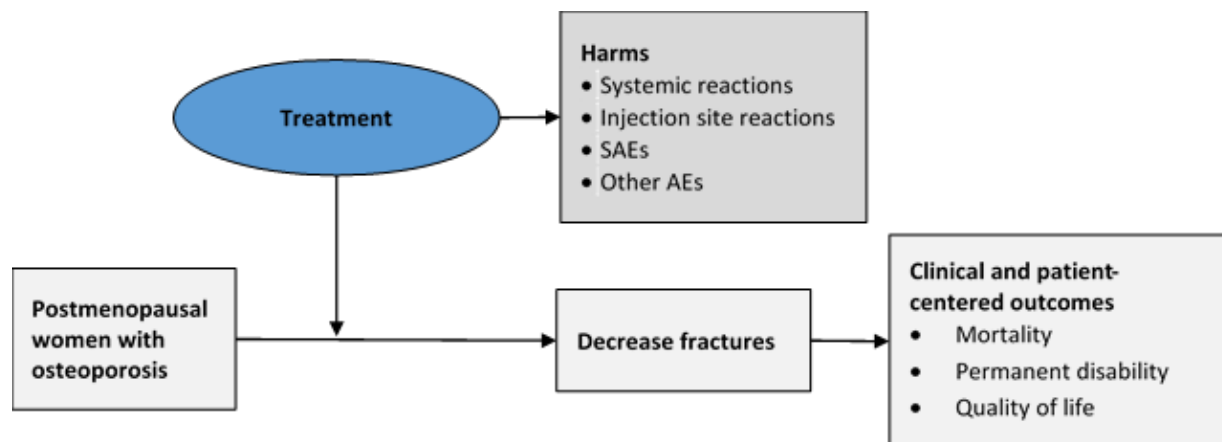 Treatment
Harms
• Systemic reactions
• Injection site reactions
• SAEs
• Other AEs
Postmenopausal
women with
osteoporosis
Decrease fractures
Clinical and patient-
centered outcomes
• Mortality
• Permanent disability
• Quality of life